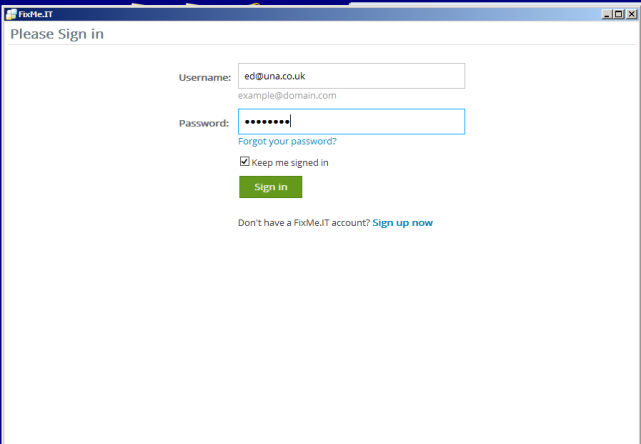 FixMe.IT
Please Sign in
Username: ed@una.co.uk
example@domain.com
Password: ••••••••
Forgot your password?
Keep me signed in
Sign in
Don't have a FixMe.IT account? Sign up now